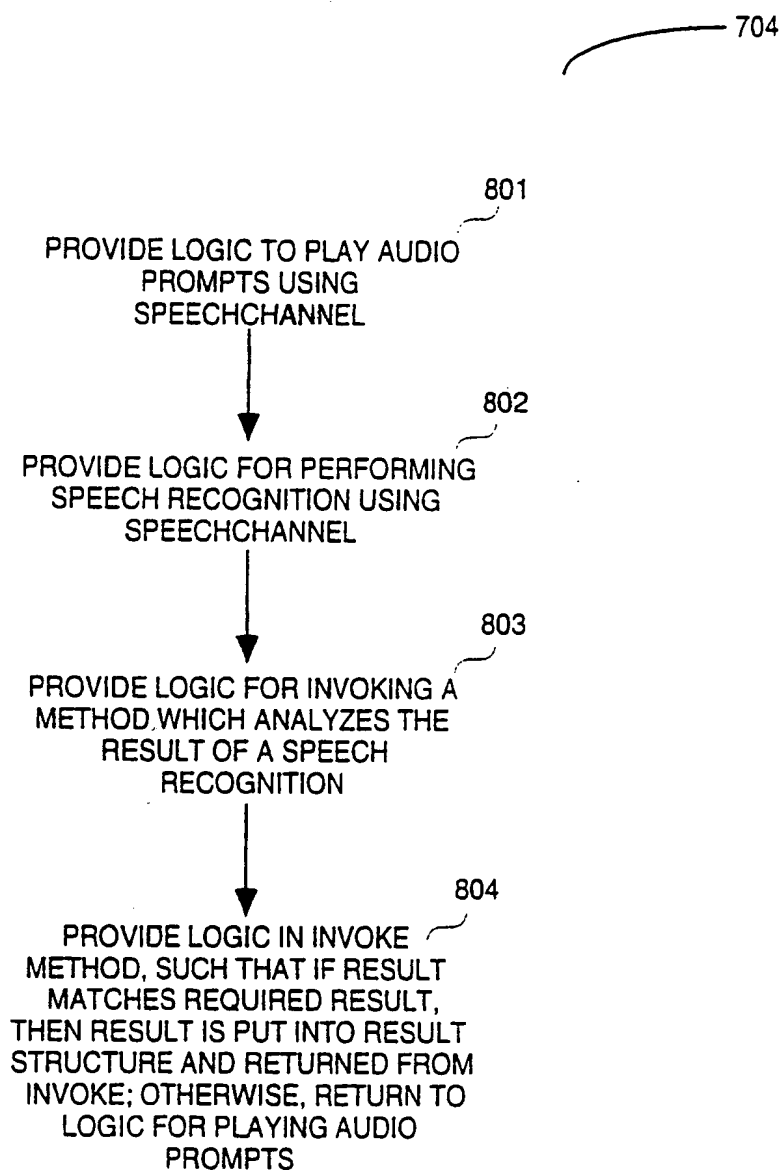 704
801
PROVIDE LOGIC TO PLAY AUDIO
PROMPTS USING
SPEECHCHANNEL
802
PROVIDE LOGIC FOR PERFORMING
SPEECH RECOGNITION USING
SPEECHCHANNEL
803
PROVIDE LOGIC FOR INVOKING A
METHOD WHICH ANALYZES THE
RESULT OF A SPEECH
RECOGNITION
804
PROVIDE LOGIC IN INVOKE
METHOD, SUCH THAT IF RESULT
MATCHES REQUIRED RESULT,
THEN RESULT IS PUT INTO RESULT
STRUCTURE AND RETURNED FROM
INVOKE; OTHERWISE, RETURN TO
LOGIC FOR PLAYING AUDIO
PROMPTS